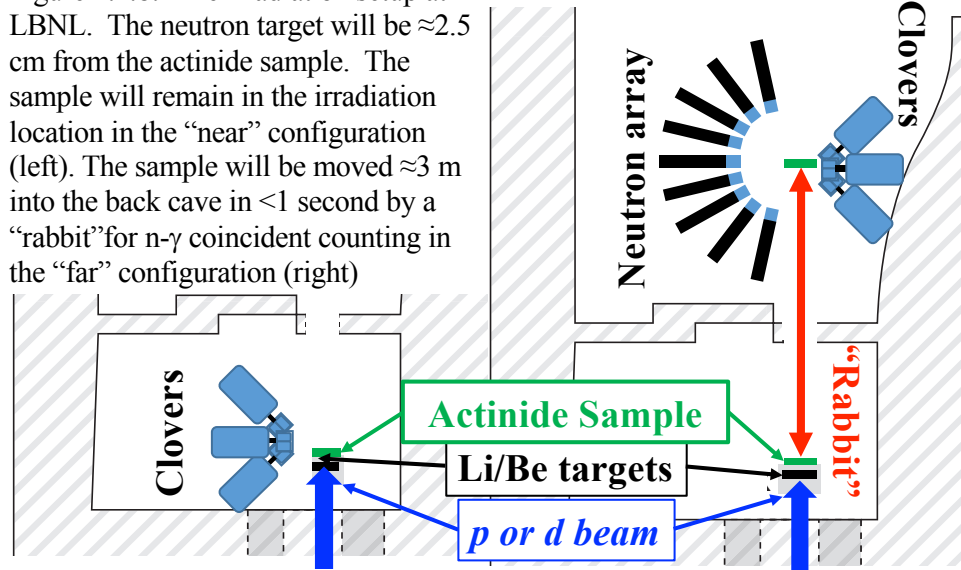 LBNL. The neutron target will be ≈2.5
cm from the actinide sample. The
sample will remain in the irradiation
location in the “near” configuration
(left). The sample will be moved ≈3 m
into the back cave in <1 second by a
“rabbit”for n-γ coincident counting in
the “far” configuration (right)
Neutron array
Clovers
Clovers
Actinide Sample
Li/Be targets
p or d beam
“Rabbit”